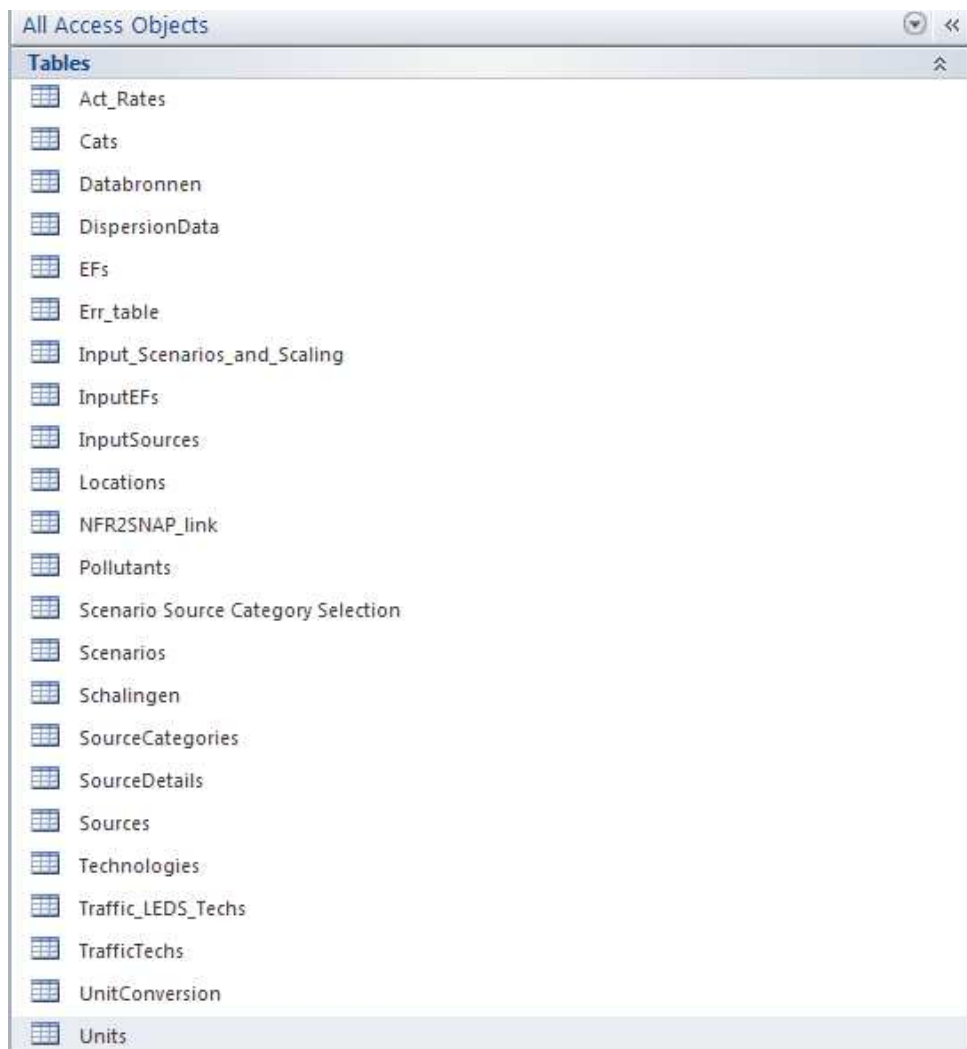 All Access Objects
Tables
Act_Rates
Cats
Databronnen
DispersionData
EFs
Err_table
Input_Scenarios_and_Scaling
InputEFs
InputSources
Locations
NFR2SNAP_link
Pollutants
Scenario Source Category Selection
Scenarios
Schalingen
SourceCategories
SourceDetails
Sources
Technologies
Traffic_LEDS_Techs
TrafficTechs
UnitConversion
Units